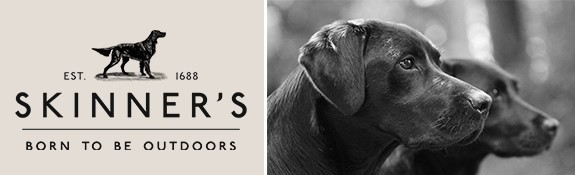 EST. 1688
SKINNER'S
BORN TO BE OUTDOORS